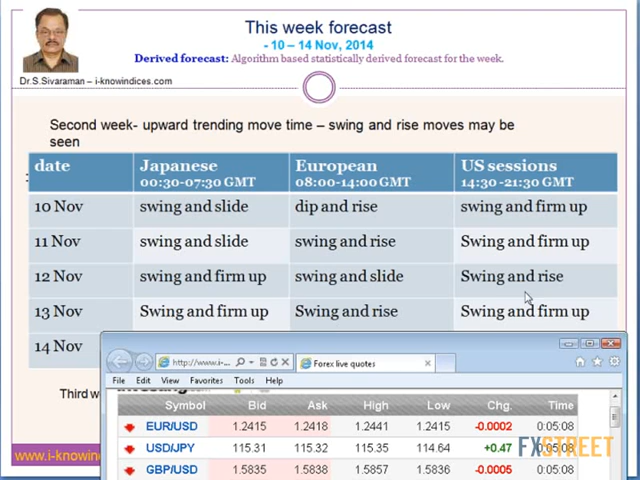 This week forecast
- 10 – 14 Nov, 2014
Derived forecast: Algorithm based statistically derived forecast for the week.
Dr.S.Sivaraman – i-knowindices.com
Second week- upward trending move time – swing and rise moves may be
seen
date Japanese European US sessions
00:30-07:30 GMT 08:00-14:00 GMT 14:30 -21:30 GMT
10 Nov swing and slide dip and rise swing and firm up
11 Nov swing and slide swing and rise Swing and firm up
12 Nov swing and firm up swing and slide Swing and rise
13 Nov Swing and firm up Swing and rise Swing and firm up
14 Nov
http://www.i-... Forex live quotes
File Edit View Favorites Tools Help
Third w
Symbol Bid Ask High Low Chg. Time
EUR/USD 1.2415 1.2418 1.2441 1.2415 -0.0002 0:05:08
USD/JPY 115.31 115.32 115.35 114.64 +0.47 0:05:08
FXSTREET
www.i-knowind
GBP/USD 1.5835 1.5838 1.5857 1.5836 -0.0005 0:05:08